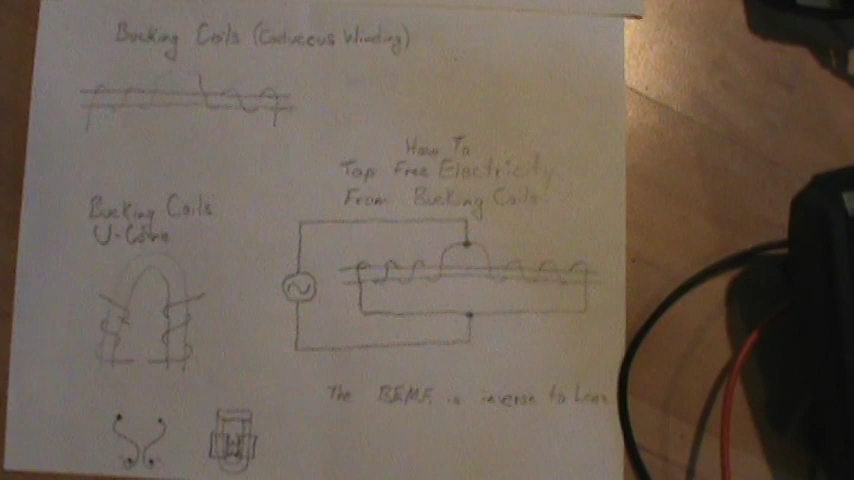 Bucking Coils (Caduceus Winding)
How To
Tap Free Electricity
From Bucking Coils.
Bucking Coils
U-Core
The B.E.M.F. is inverse to Lenz